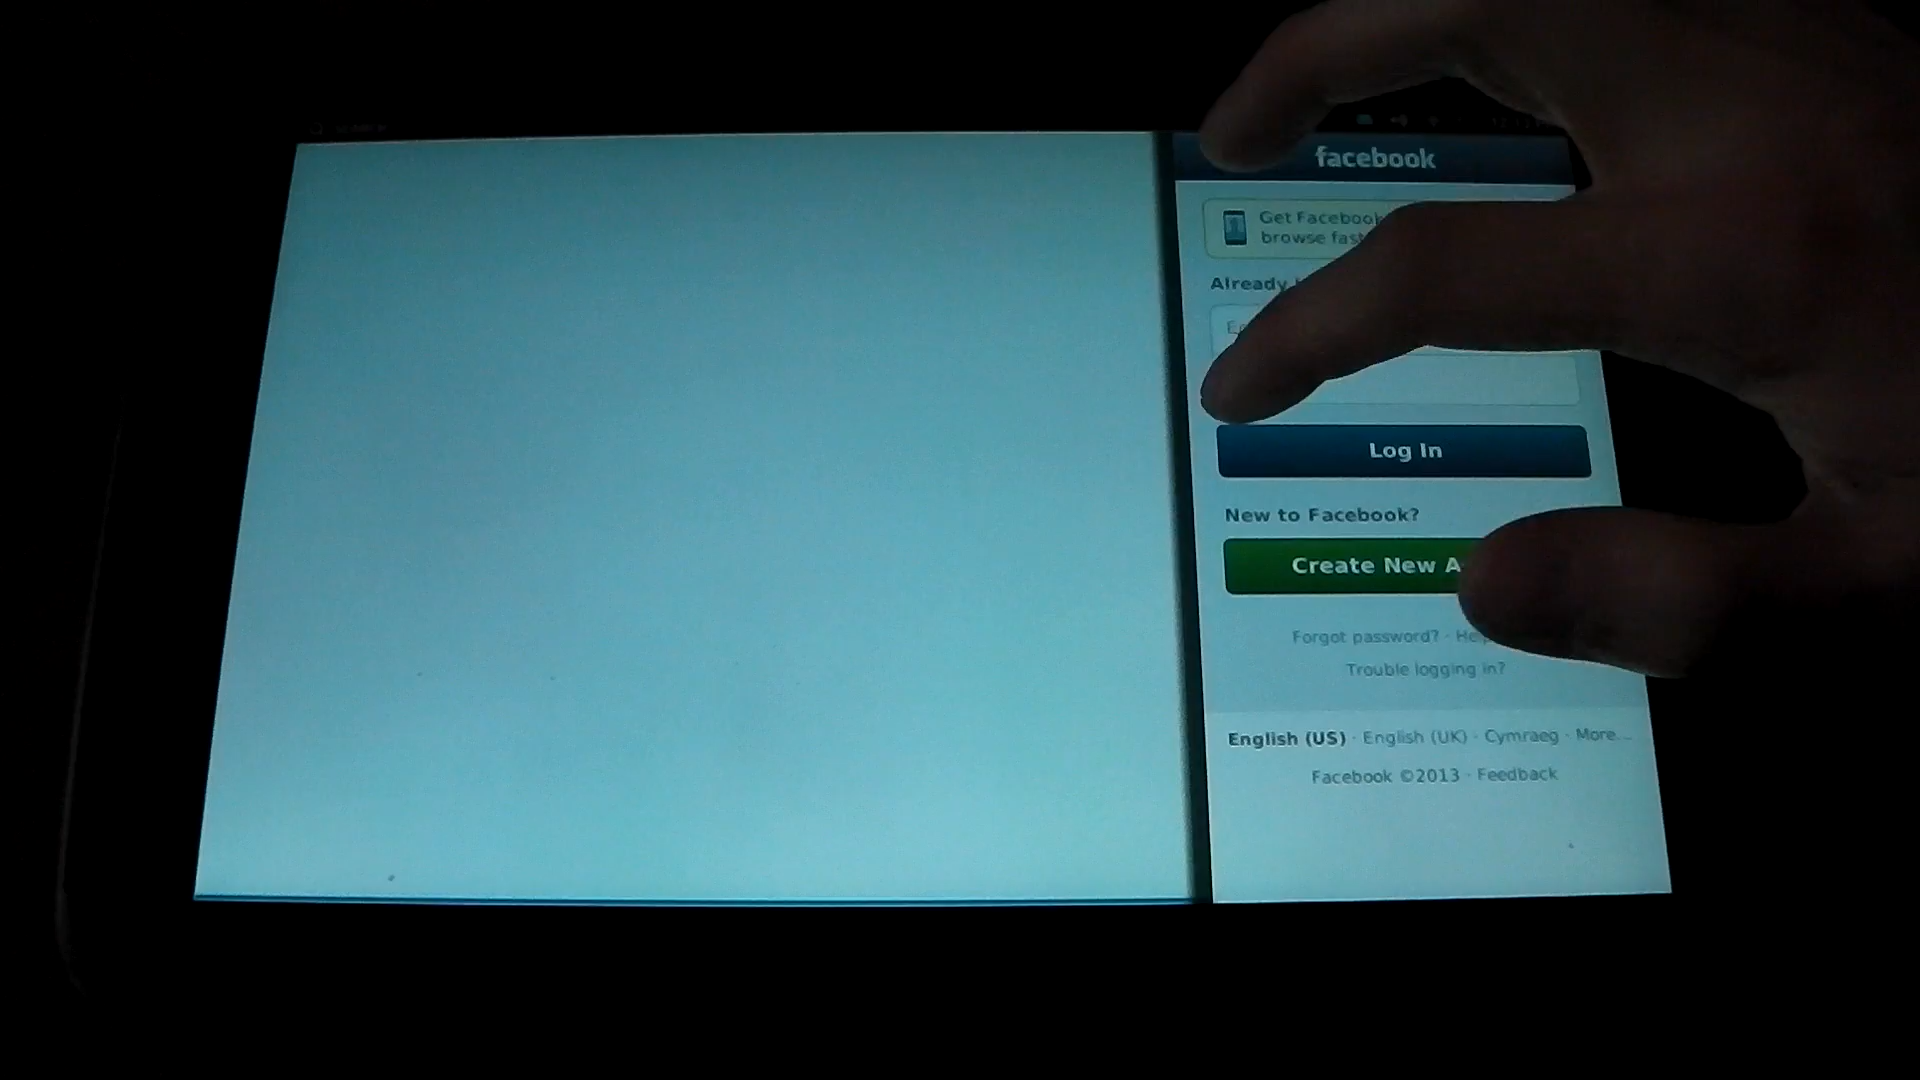 facebook
Get Facebook
browse fast
Already
Log In
New to Facebook?
Create New A
Forgot password? · He
Trouble logging in?
English (US) · English (UK) · Cymraeg · More...
Facebook ©2013 · Feedback